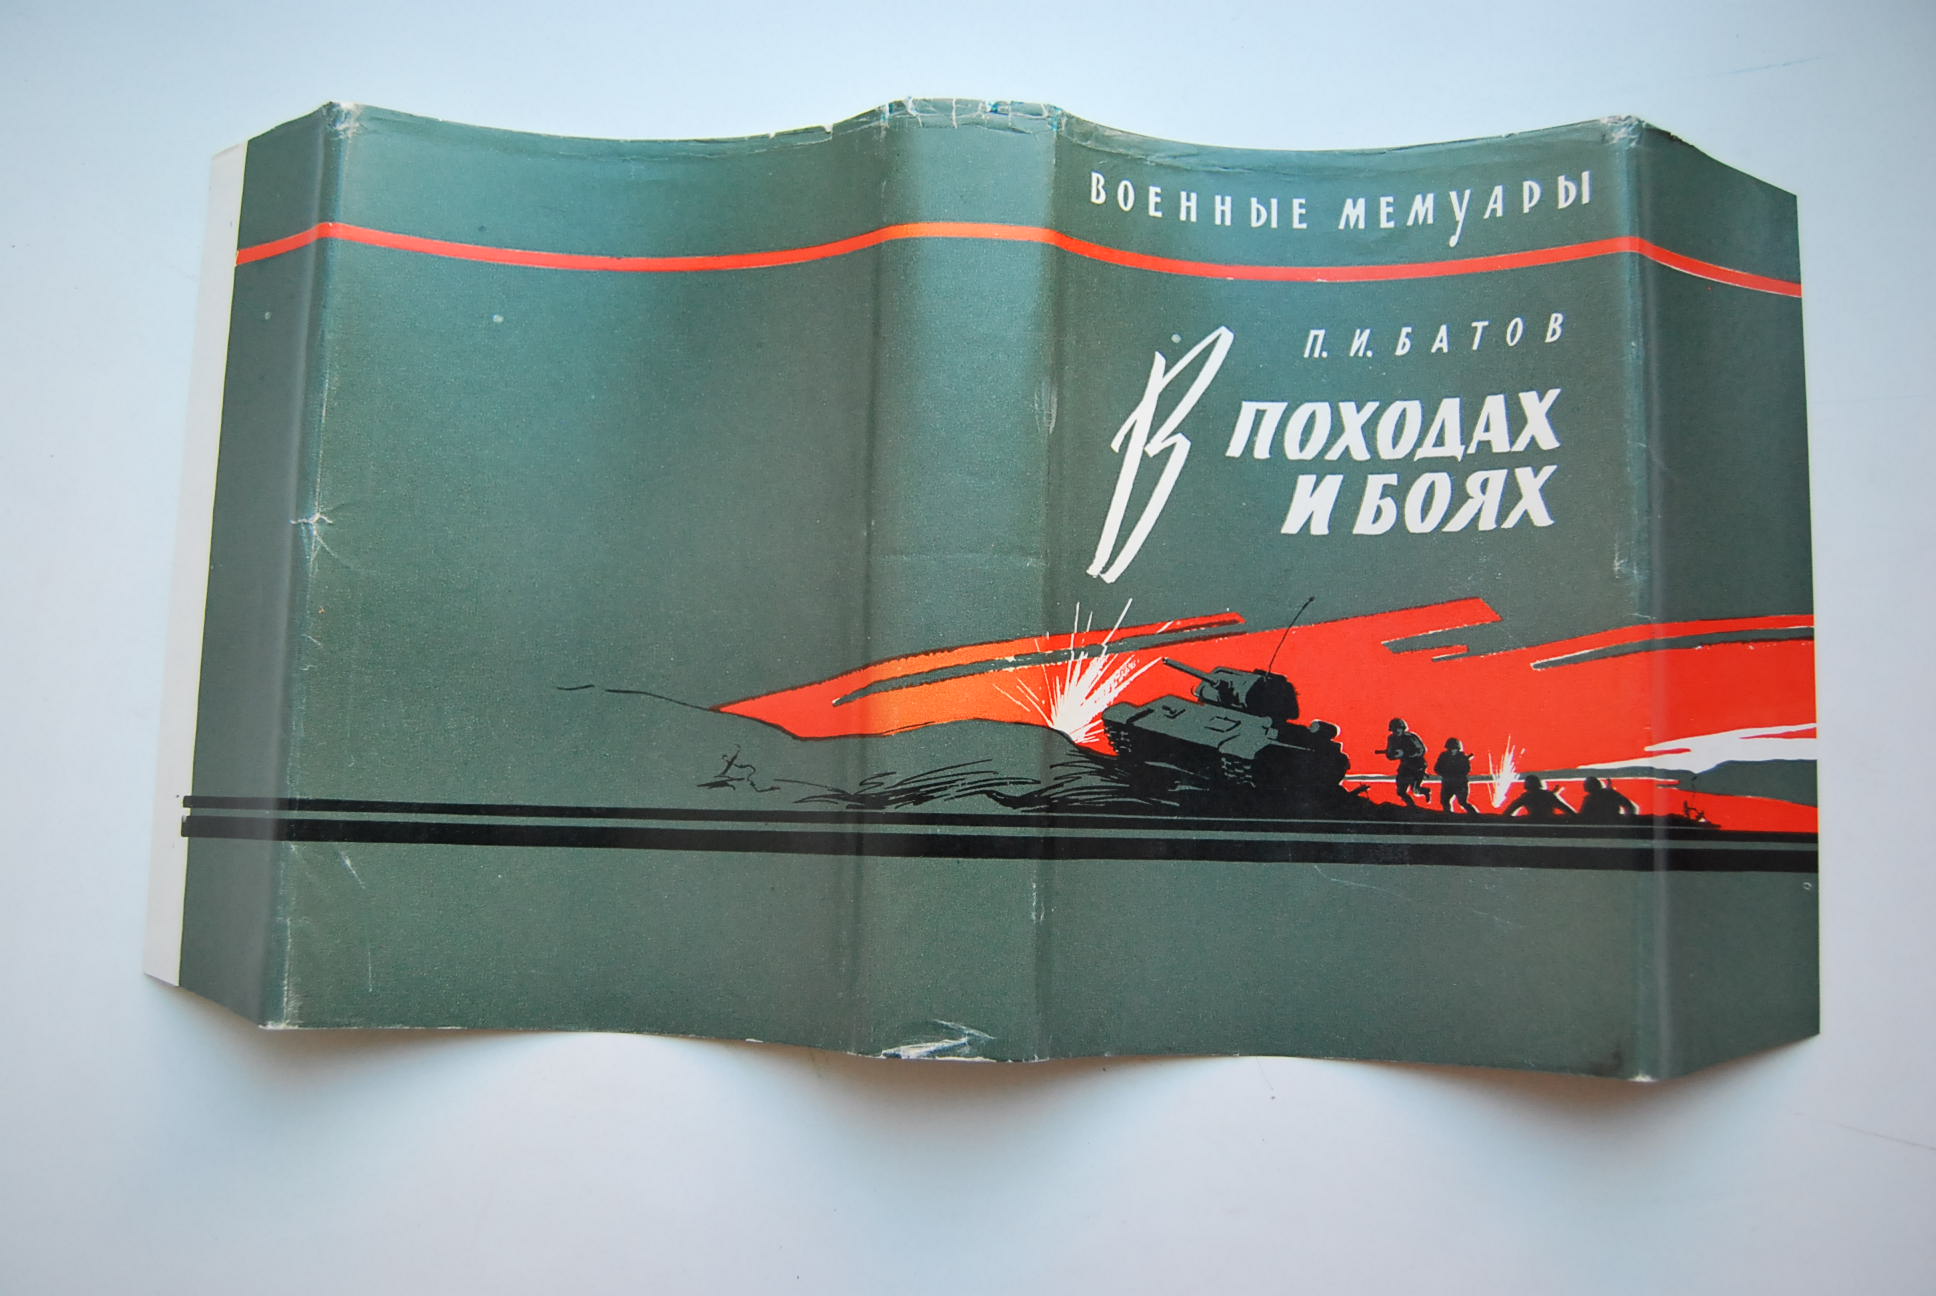 ВОЕННЫЕ МЕМУАРЫ
П. И. БАТОВ
В ПОХОДАХ
И БОЯХ